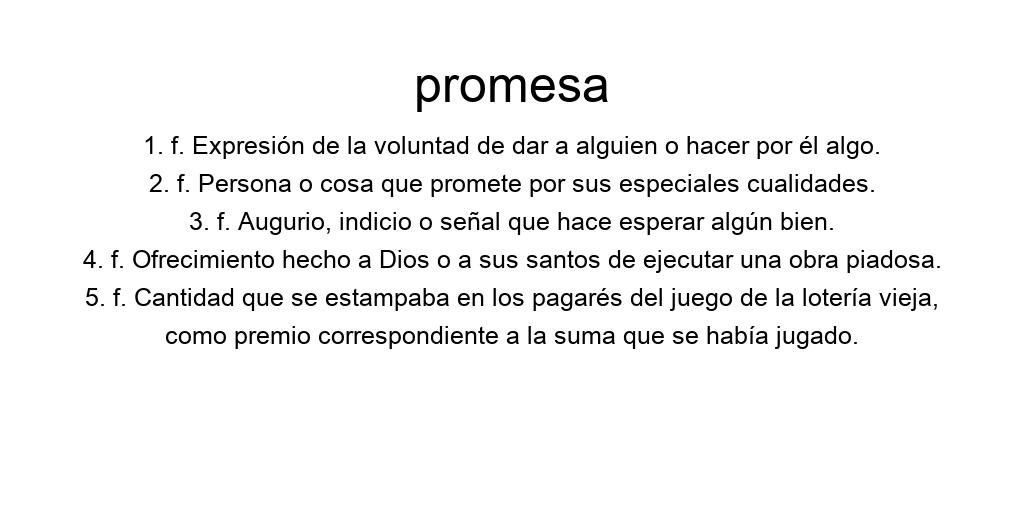 promesa
1. f. Expresión de la voluntad de dar a alguien o hacer por él algo.
2. f. Persona o cosa que promete por sus especiales cualidades.
3. f. Augurio, indicio o señal que hace esperar algún bien.
4. f. Ofrecimiento hecho a Dios o a sus santos de ejecutar una obra piadosa.
5. f. Cantidad que se estampaba en los pagarés del juego de la lotería vieja,
como premio correspondiente a la suma que se había jugado.